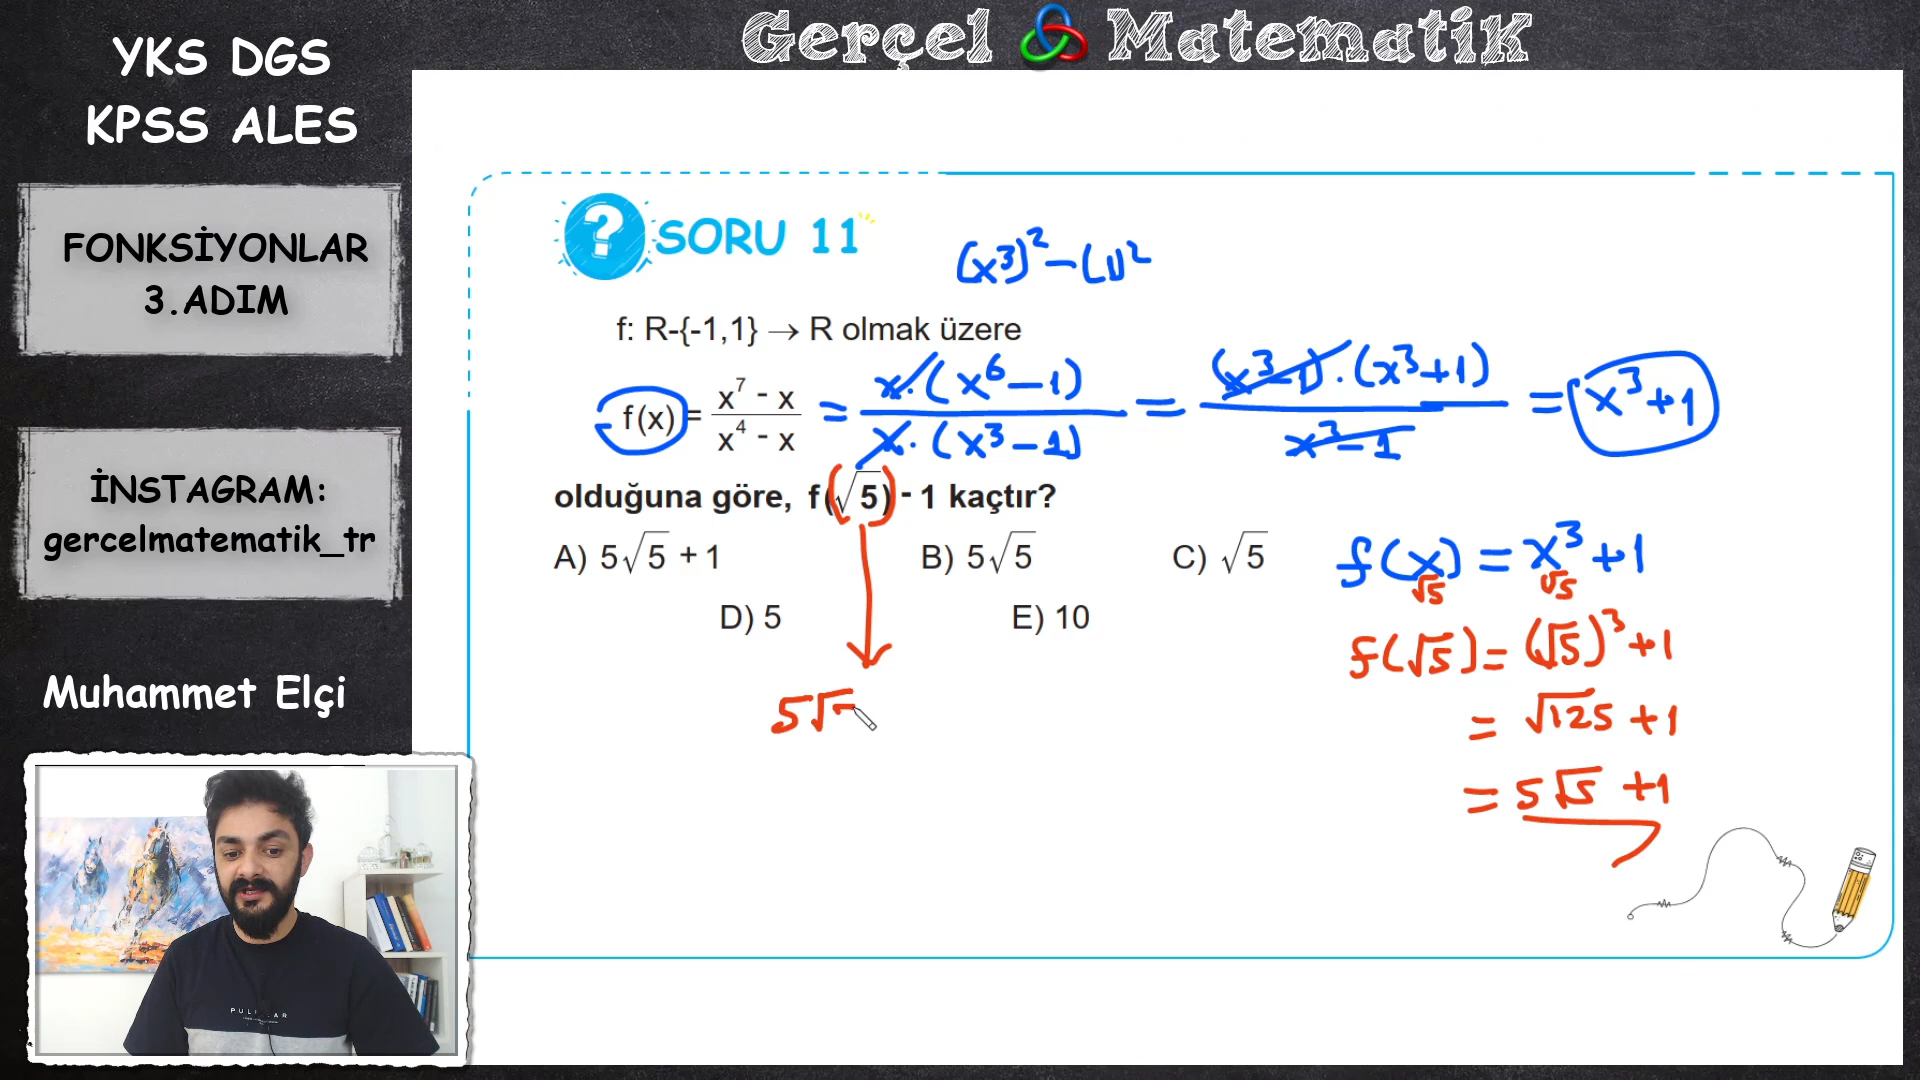 Gerçel Matematik
YKS DGS
KPSS ALES
FONKSİYONLAR
3.ADIM
İNSTAGRAM:
gercelmatematik_tr
Muhammet Elçi
? SORU 11
(x³)² - (1)²
f: R-{-1,1} → R olmak üzere
f(x) = (x⁷ - x)/(x⁴ - x) = x·(x⁶-1)/x·(x³-1) = (x³-1)·(x³+1)/x³-1 = x³+1
olduğuna göre, f(√5) - 1 kaçtır?
A) 5√5 + 1 B) 5√5 C) √5
D) 5 E) 10
f(x) = x³+1
√5 √5
f(√5) = (√5)³+1
= √125 +1
= 5√5 +1
5√